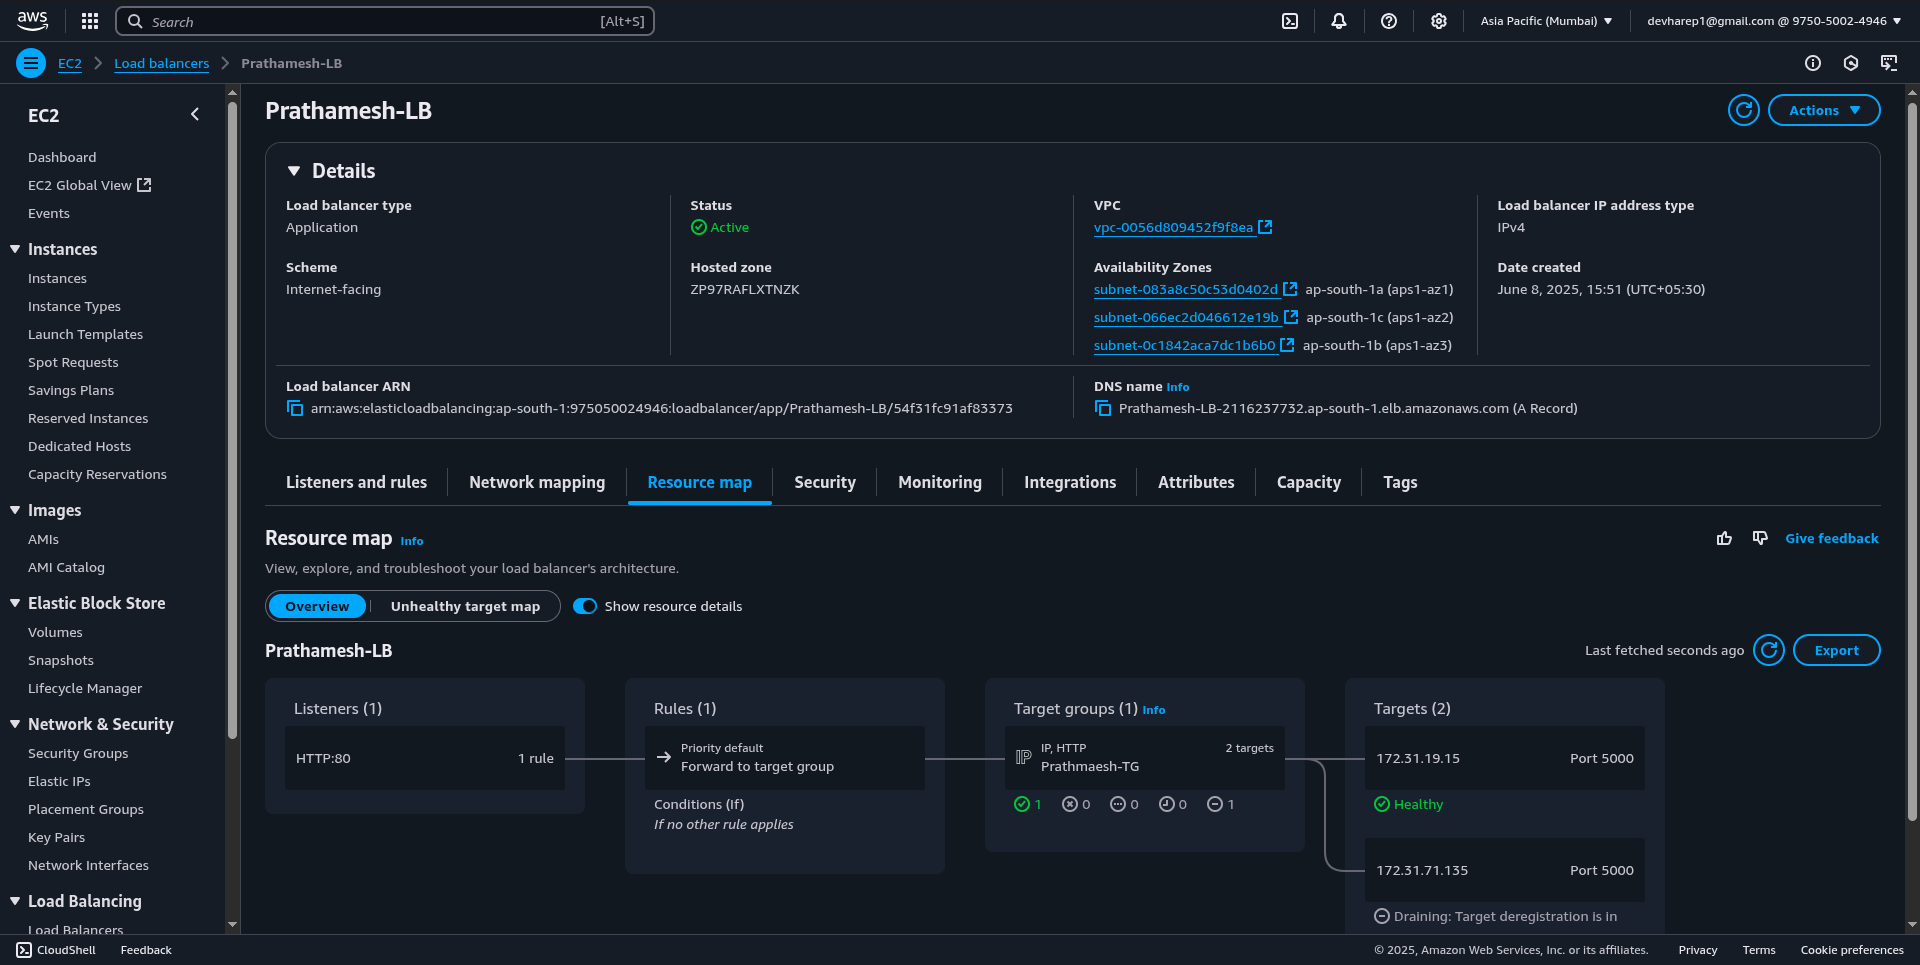 aws
Search [Alt+S]
Asia Pacific (Mumbai)
devharep1@gmail.com @ 9750-5002-4946
EC2 Load balancers Prathamesh-LB
EC2
Dashboard
EC2 Global View
Events
Instances
Instances
Instance Types
Launch Templates
Spot Requests
Savings Plans
Reserved Instances
Dedicated Hosts
Capacity Reservations
Images
AMIs
AMI Catalog
Elastic Block Store
Volumes
Snapshots
Lifecycle Manager
Network & Security
Security Groups
Elastic IPs
Placement Groups
Key Pairs
Network Interfaces
Load Balancing
Load Balancers
Prathamesh-LB
Actions
Details
Load balancer type
Application
Status
Active
VPC
vpc-0056d809452f9f8ea
Load balancer IP address type
IPv4
Scheme
Internet-facing
Hosted zone
ZP97RAFLXTNZK
Availability Zones
subnet-083a8c50c53d0402d ap-south-1a (aps1-az1)
subnet-066ec2d046612e19b ap-south-1c (aps1-az2)
subnet-0c1842aca7dc1b6b0 ap-south-1b (aps1-az3)
Date created
June 8, 2025, 15:51 (UTC+05:30)
Load balancer ARN
arn:aws:elasticloadbalancing:ap-south-1:975050024946:loadbalancer/app/Prathamesh-LB/54f31fc91af83373
DNS name Info
Prathamesh-LB-2116237732.ap-south-1.elb.amazonaws.com (A Record)
Listeners and rules Network mapping Resource map Security Monitoring Integrations Attributes Capacity Tags
Resource map Info
Give feedback
View, explore, and troubleshoot your load balancer's architecture.
Overview Unhealthy target map Show resource details
Prathamesh-LB
Last fetched seconds ago Export
Listeners (1)
HTTP:80 1 rule
Rules (1)
Priority default
Forward to target group
Conditions (If)
If no other rule applies
Target groups (1) Info
IP IP, HTTP 2 targets
Prathmaesh-TG
1 0 0 0 1
Targets (2)
172.31.19.15 Port 5000
Healthy
172.31.71.135 Port 5000
Draining: Target deregistration is in
CloudShell Feedback
© 2025, Amazon Web Services, Inc. or its affiliates. Privacy Terms Cookie preferences